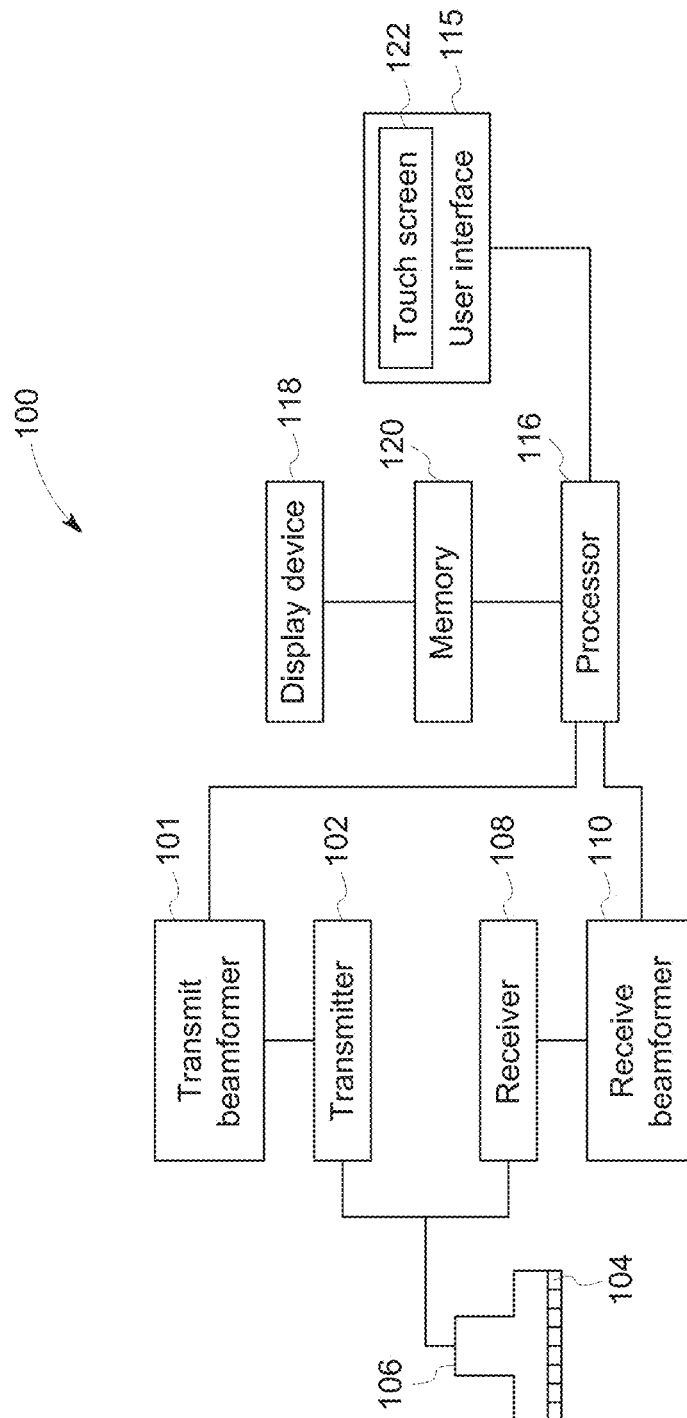 100
101
Transmit
beamformer
102
Transmitter
108
Receiver
110
Receive
beamformer
106
104
118
Display device
120
Memory
116
Processor
122
Touch screen
User interface
115